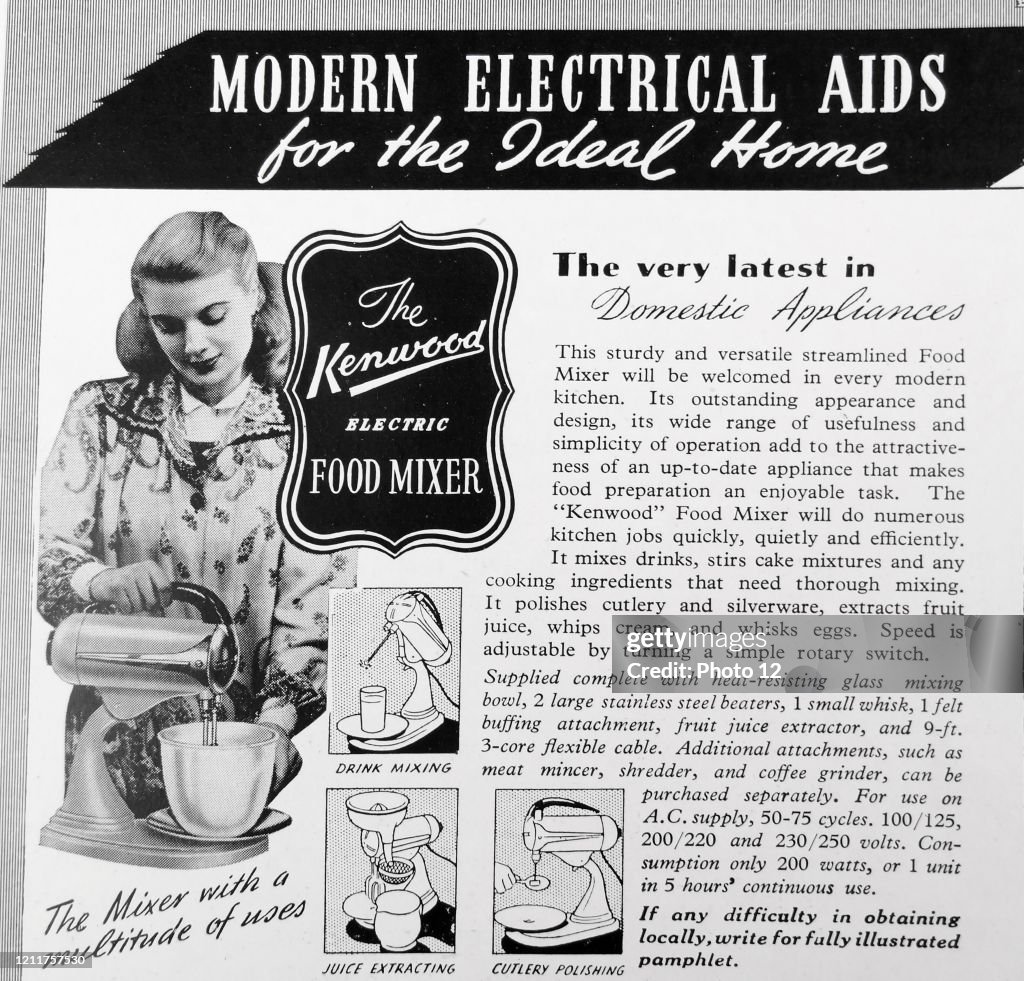 MODERN ELECTRICAL AIDS
for the Ideal Home
The
Kenwood
ELECTRIC
FOOD MIXER
The very latest in
Domestic Appliances
This sturdy and versatile streamlined Food
Mixer will be welcomed in every modern
kitchen. Its outstanding appearance and
design, its wide range of usefulness and
simplicity of operation add to the attractive-
ness of an up-to-date appliance that makes
food preparation an enjoyable task. The
“Kenwood” Food Mixer will do numerous
kitchen jobs quickly, quietly and efficiently.
It mixes drinks, stirs cake mixtures and any
cooking ingredients that need thorough mixing.
It polishes cutlery and silverware, extracts fruit
juice, whips cream and whisks eggs. Speed is
adjustable by turning a simple rotary switch.
Supplied complete with heat-resisting glass mixing
bowl, 2 large stainless steel beaters, 1 small whisk, 1 felt
buffing attachment, fruit juice extractor, and 9-ft.
3-core flexible cable. Additional attachments, such as
meat mincer, shredder, and coffee grinder, can be
purchased separately. For use on
A.C. supply, 50-75 cycles. 100/125,
200/220 and 230/250 volts. Con-
sumption only 200 watts, or 1 unit
in 5 hours' continuous use.
If any difficulty in obtaining
locally, write for fully illustrated
pamphlet.
DRINK MIXING
JUICE EXTRACTING
CUTLERY POLISHING
The Mixer with a
multitude of uses
gettyimages
Credit: Photo 12
1211757530